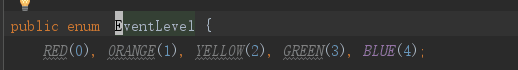 public enum EventLevel {
RED(0), ORANGE(1), YELLOW(2), GREEN(3), BLUE(4);